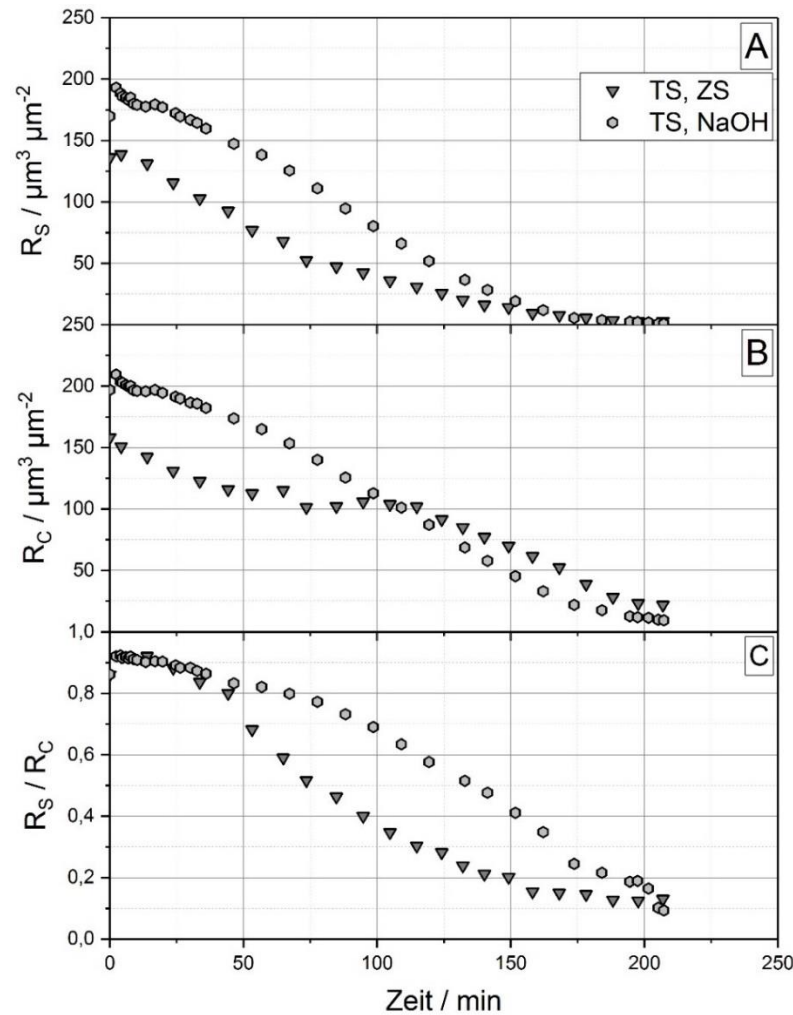 250
A
200
150
100
50
R_S / µm³ µm⁻²
TS, ZS
TS, NaOH
250
B
200
150
100
50
R_C / µm³ µm⁻²
1,0
C
0,8
0,6
0,4
0,2
0,0
R_S / R_C
0 50 100 150 200 250
Zeit / min